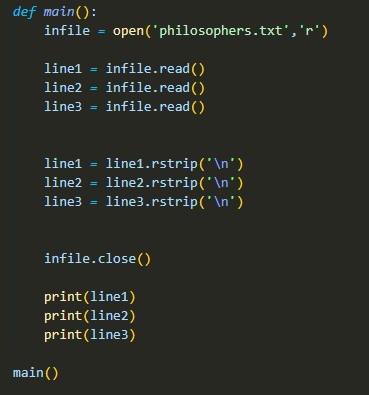 def main():
    infile = open('philosophers.txt','r')
    line1 = infile.read()
    line2 = infile.read()
    line3 = infile.read()
    line1 = line1.rstrip('\n')
    line2 = line2.rstrip('\n')
    line3 = line3.rstrip('\n')
    infile.close()
    print(line1)
    print(line2)
    print(line3)
main()